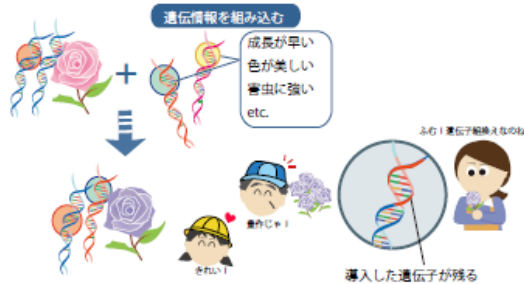 遺伝情報を組み込む
成長が早い
色が美しい
害虫に強い
etc.
ふむ！遺伝子組換えなのね
豊作じゃ！
きれい！
導入した遺伝子が残る